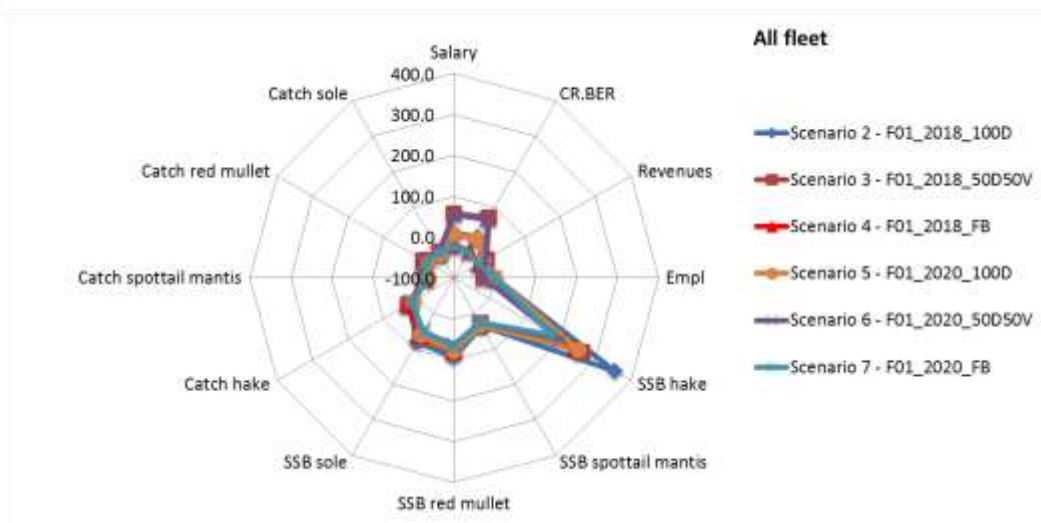 All fleet
Salary
400,0
300,0
200,0
100,0
0,0
-100,0
CR.BER
Revenues
Empl
SSB hake
SSB spottail mantis
SSB red mullet
SSB sole
Catch hake
Catch spottail mantis
Catch red mullet
Catch sole
Scenario 2 - F01_2018_100D
Scenario 3 - F01_2018_50D50V
Scenario 4 - F01_2018_FB
Scenario 5 - F01_2020_100D
Scenario 6 - F01_2020_50D50V
Scenario 7 - F01_2020_FB